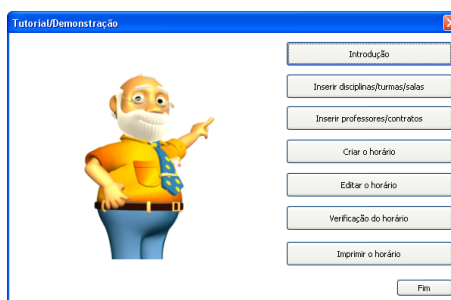 Tutorial/Demonstração
Introdução
Inserir disciplinas/turmas/salas
Inserir professores/contratos
Criar o horário
Editar o horário
Verificação do horário
Imprimir o horário
Fim